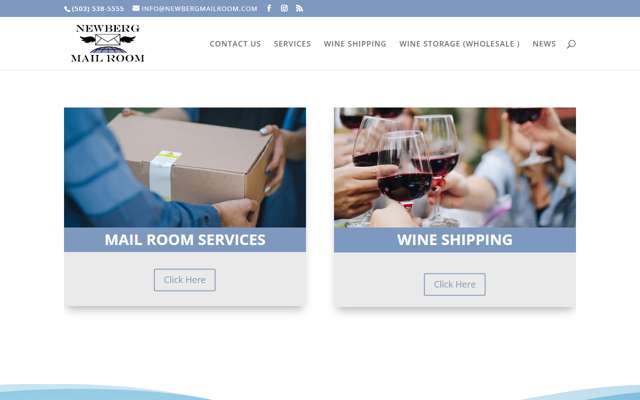 (503) 538-5555 INFO@NEWBERGMAILROOM.COM
NEWBERG
MAIL ROOM
CONTACT US SERVICES WINE SHIPPING WINE STORAGE (WHOLESALE ) NEWS
MAIL ROOM SERVICES
Click Here
WINE SHIPPING
Click Here